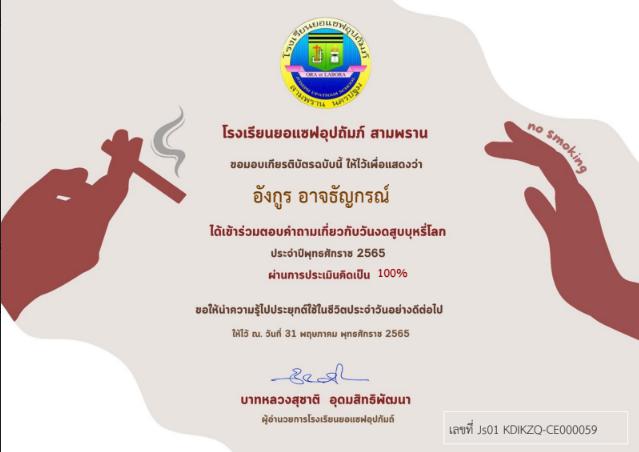 โรงเรียนยอแซฟอุปถัมภ์
ORA et LABORA
JOSEPH UPATHAM SCHOOL
สามพราน นครปฐม
โรงเรียนยอแซฟอุปถัมภ์ สามพราน
ขอมอบเกียรติบัตรฉบับนี้ ให้ไว้เพื่อแสดงว่า
no smoking
อังกูร อาจธัญกรณ์
ได้เข้าร่วมตอบคำถามเกี่ยวกับวันงดสูบบุหรี่โลก
ประจำปีพุทธศักราช 2565
ผ่านการประเมินคิดเป็น 100%
ขอให้นำความรู้ไปประยุกต์ใช้ในชีวิตประจำวันอย่างดีต่อไป
ให้ไว้ ณ. วันที่ 31 พฤษภาคม พุทธศักราช 2565
บาทหลวงสุชาติ อุดมสิทธิพัฒนา
ผู้อำนวยการโรงเรียนยอแซฟอุปถัมภ์
เลขที่ Js01 KDIKZQ-CE000059